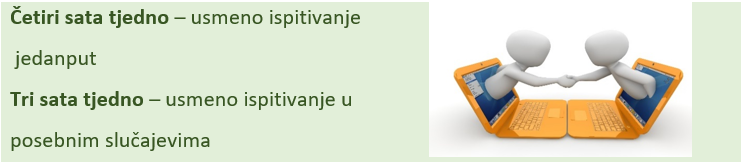 Četiri sata tjedno – usmeno ispitivanje
jedanput
Tri sata tjedno – usmeno ispitivanje u
posebnim slučajevima